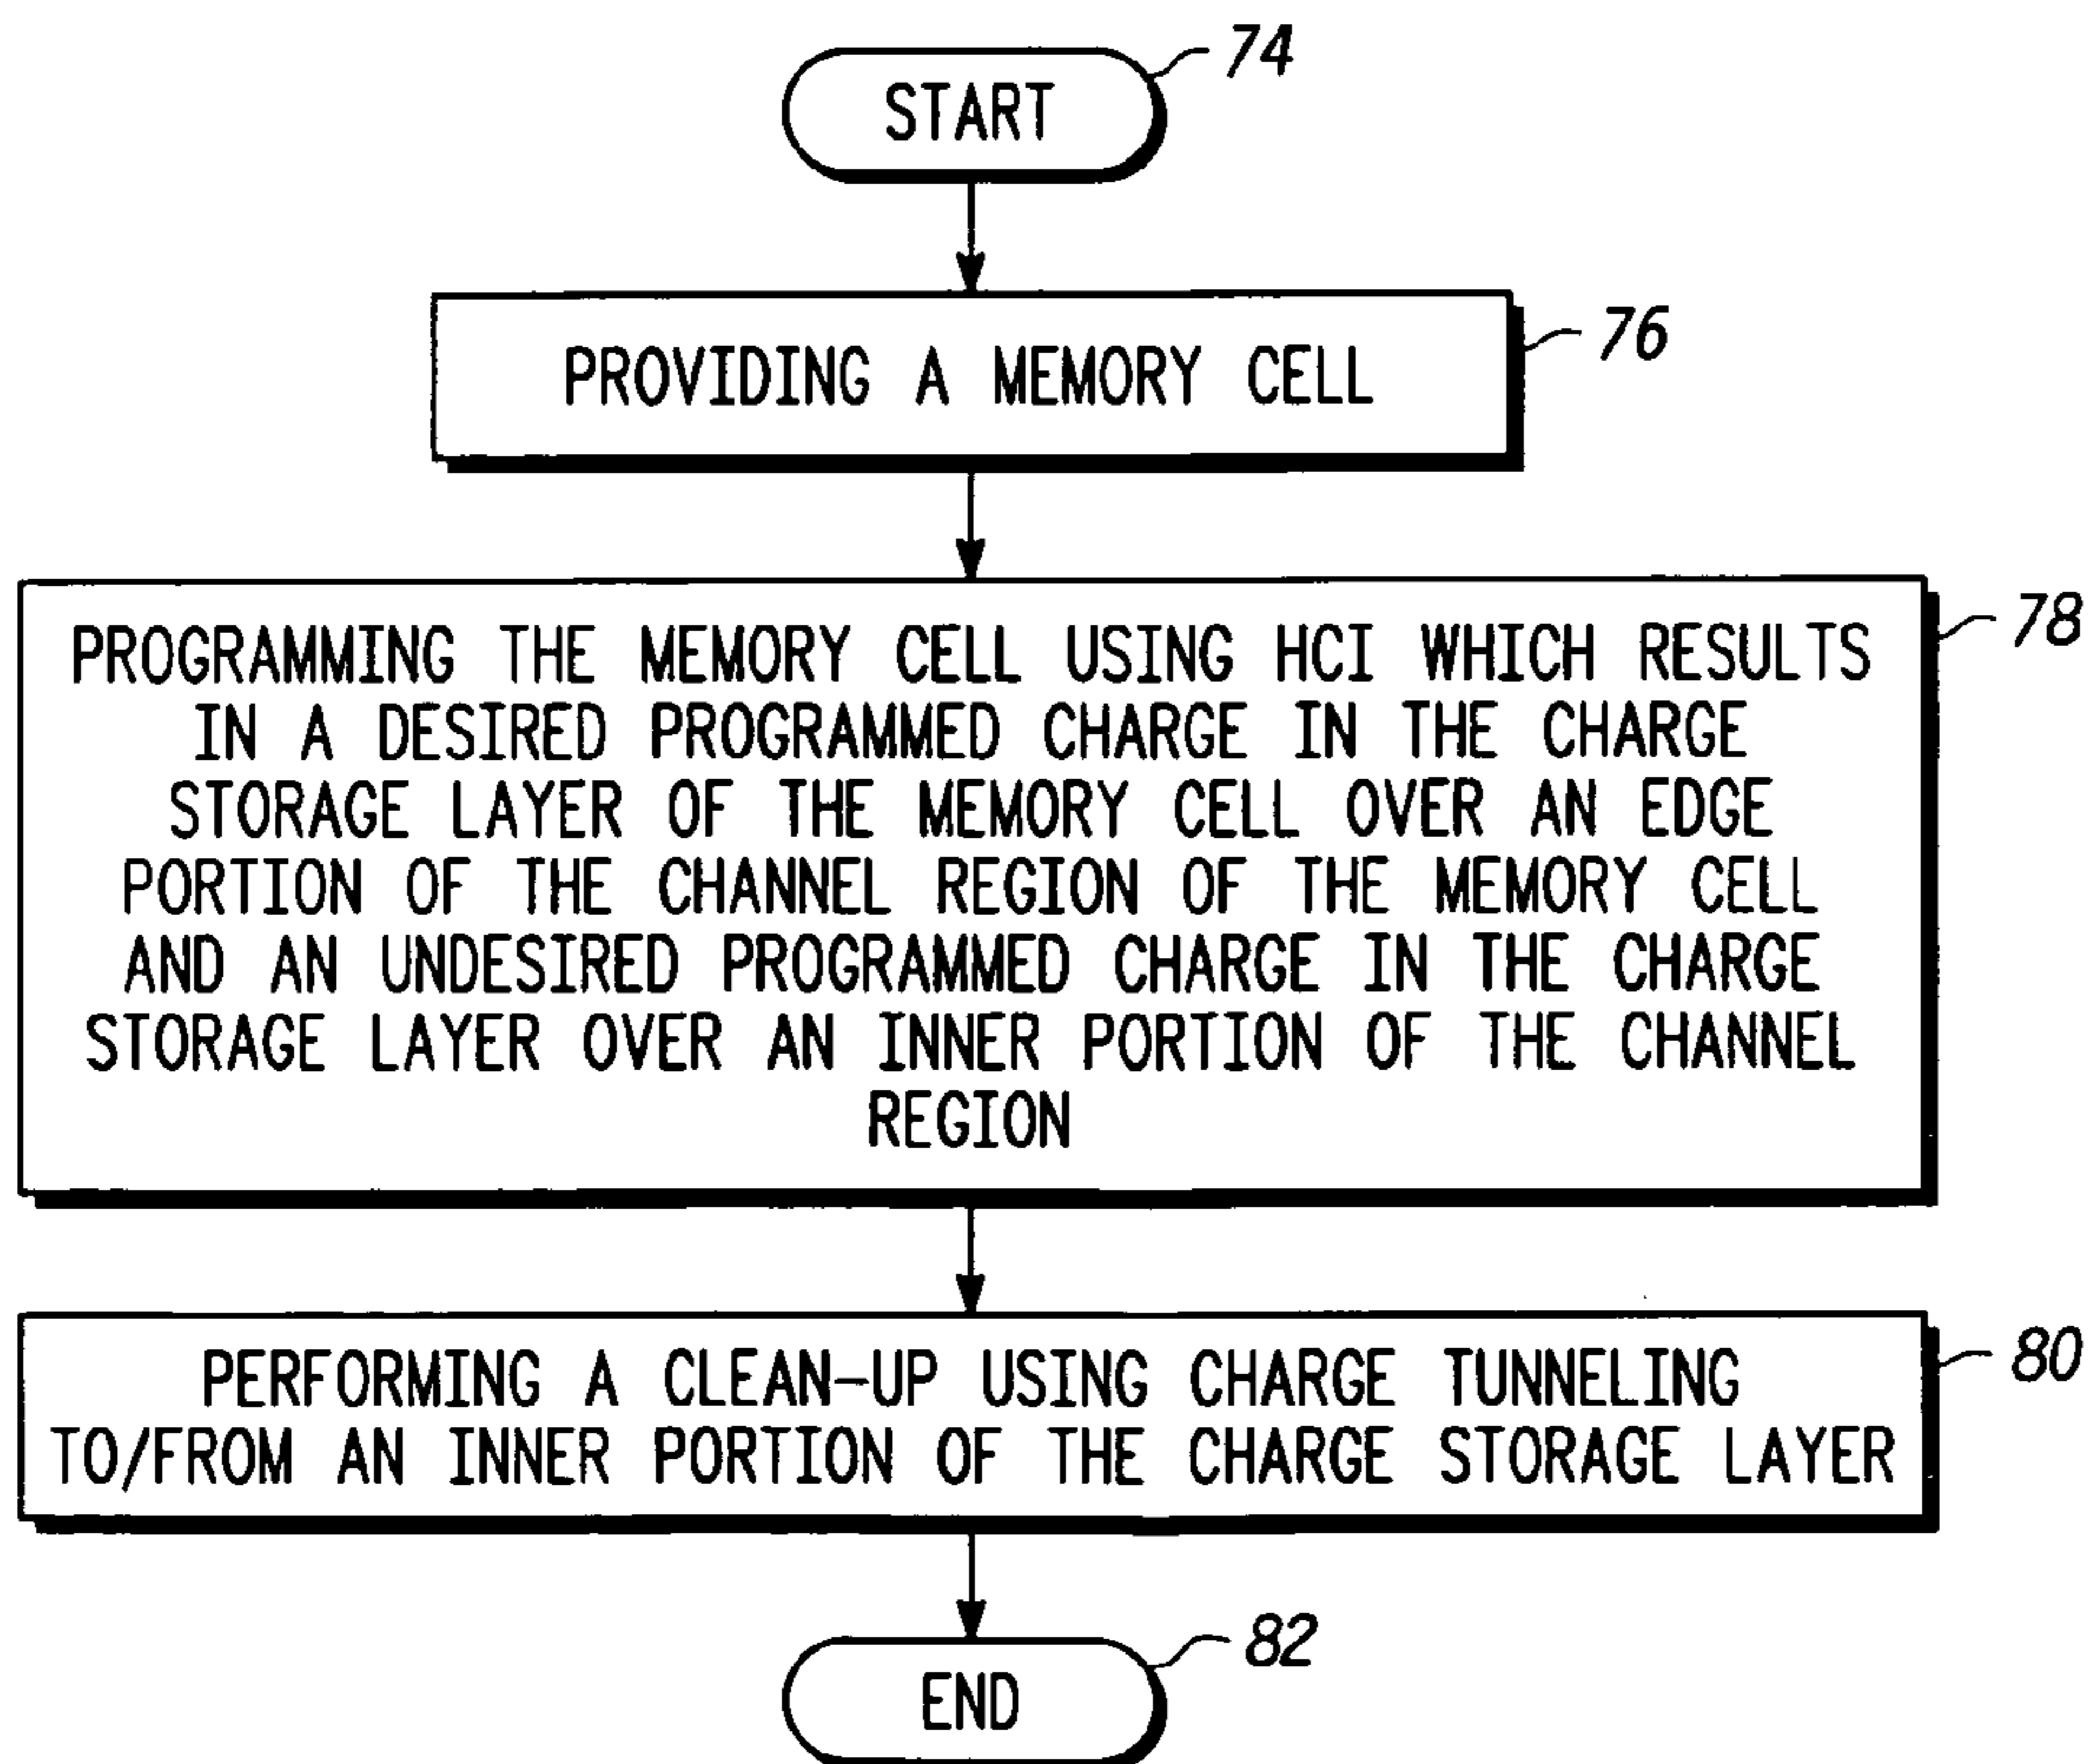 START
74
PROVIDING A MEMORY CELL
76
PROGRAMMING THE MEMORY CELL USING HCI WHICH RESULTS
IN A DESIRED PROGRAMMED CHARGE IN THE CHARGE
STORAGE LAYER OF THE MEMORY CELL OVER AN EDGE
PORTION OF THE CHANNEL REGION OF THE MEMORY CELL
AND AN UNDESIRED PROGRAMMED CHARGE IN THE CHARGE
STORAGE LAYER OVER AN INNER PORTION OF THE CHANNEL
REGION
78
PERFORMING A CLEAN-UP USING CHARGE TUNNELING
TO/FROM AN INNER PORTION OF THE CHARGE STORAGE LAYER
80
END
82